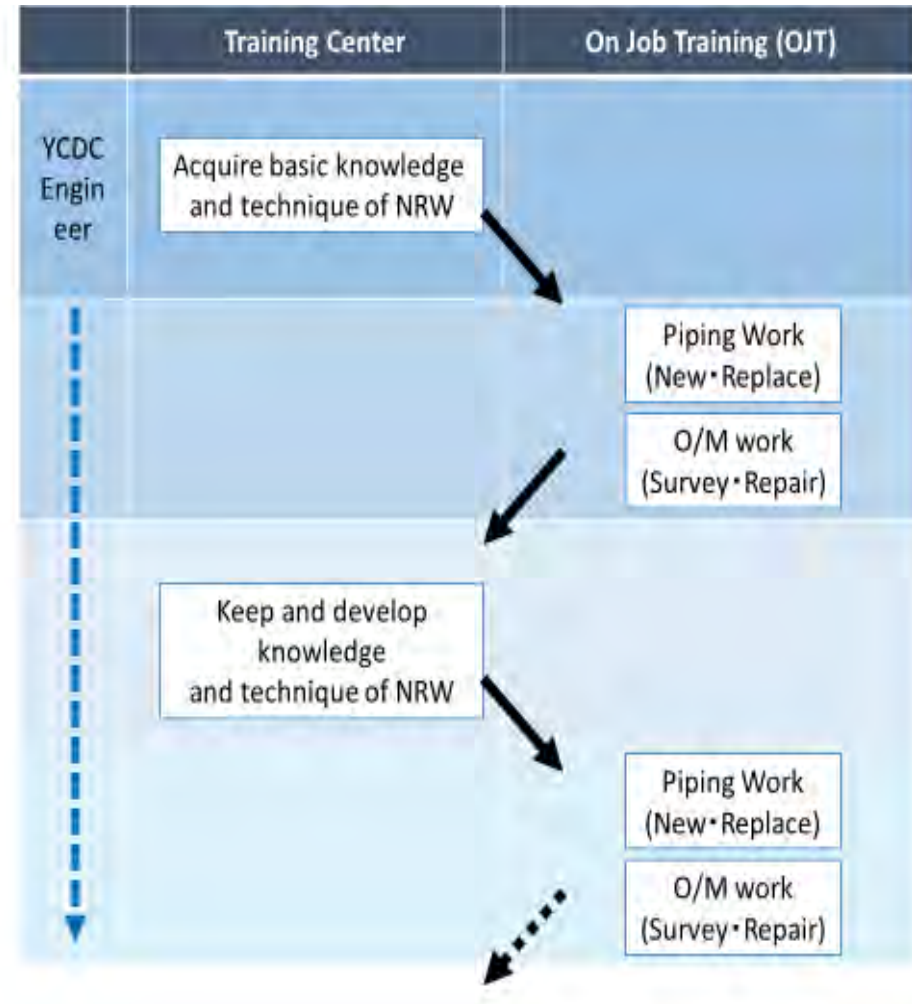 Training Center
On Job Training (OJT)
YCDC
Engin
eer
Acquire basic knowledge
and technique of NRW
Piping Work
(New・Replace)
O/M work
(Survey・Repair)
Keep and develop
knowledge
and technique of NRW
Piping Work
(New・Replace)
O/M work
(Survey・Repair)